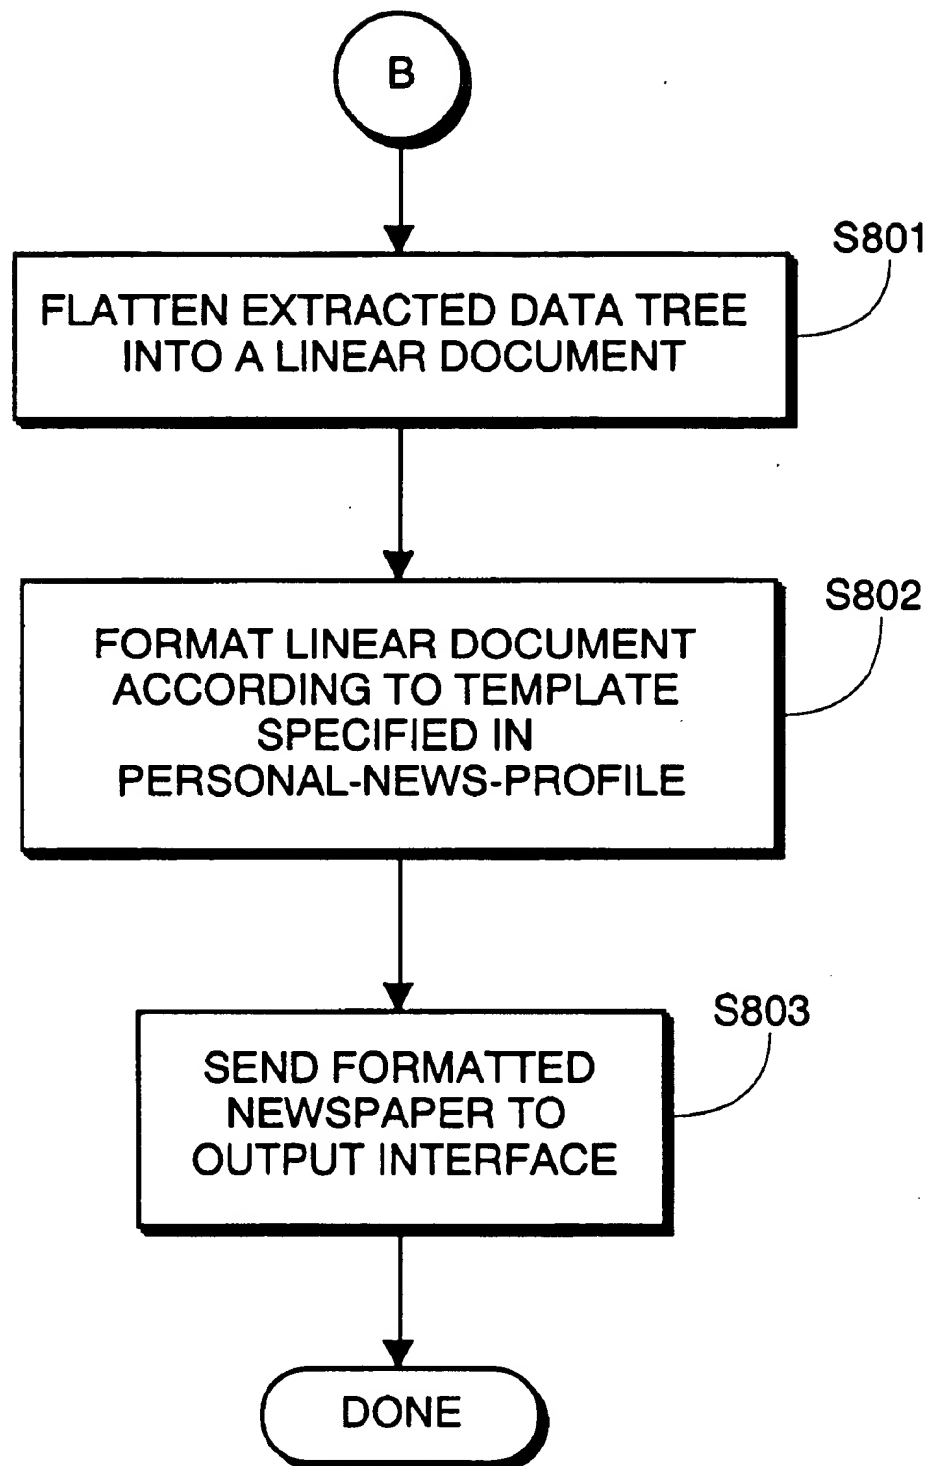 B
S801
FLATTEN EXTRACTED DATA TREE
INTO A LINEAR DOCUMENT
S802
FORMAT LINEAR DOCUMENT
ACCORDING TO TEMPLATE
SPECIFIED IN
PERSONAL-NEWS-PROFILE
S803
SEND FORMATTED
NEWSPAPER TO
OUTPUT INTERFACE
DONE